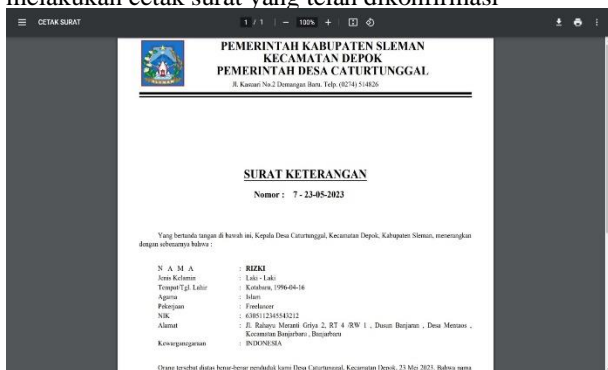 melakukan cetak surat yang telah dikonfirmasi
CETAK SURAT
1 / 1
100%
PEMERINTAH KABUPATEN SLEMAN
KECAMATAN DEPOK
PEMERINTAH DESA CATURTUNGGAL
Jl. Kasuari No.2 Demangan Baru. Telp. (0274) 514826
SURAT KETERANGAN
Nomor : 7 - 23-05-2023
Yang bertanda tangan di bawah ini, Kepala Desa Caturtunggal, Kecamatan Depok, Kabupaten Sleman, menerangkan
dengan sebenarnya bahwa :
N A M A : RIZKI
Jenis Kelamin : Laki - Laki
Tempat/Tgl. Lahir : Kotabaru, 1996-04-16
Agama : Islam
Pekerjaan : Freelancer
NIK : 6305112345543212
Alamat : Jl. Rahayu Meranti Griya 2, RT 4 /RW 1 , Dusun Banjaran , Desa Mentaos ,
Kecamatan Banjarbaru , Banjarbaru
Kewarganegaraan : INDONESIA
Orang tersebut diatas benar-benar penduduk kami Desa Caturtunggal, Kecamatan Depok, 23 Mei 2023. Bahwa nama